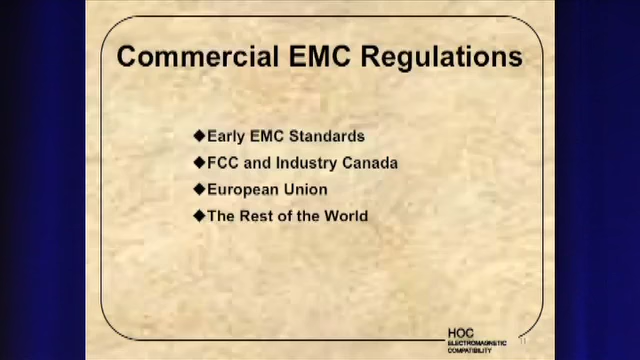 Commercial EMC Regulations
◆Early EMC Standards
◆FCC and Industry Canada
◆European Union
◆The Rest of the World
HOC
ELECTROMAGNETIC
COMPATIBILITY
11